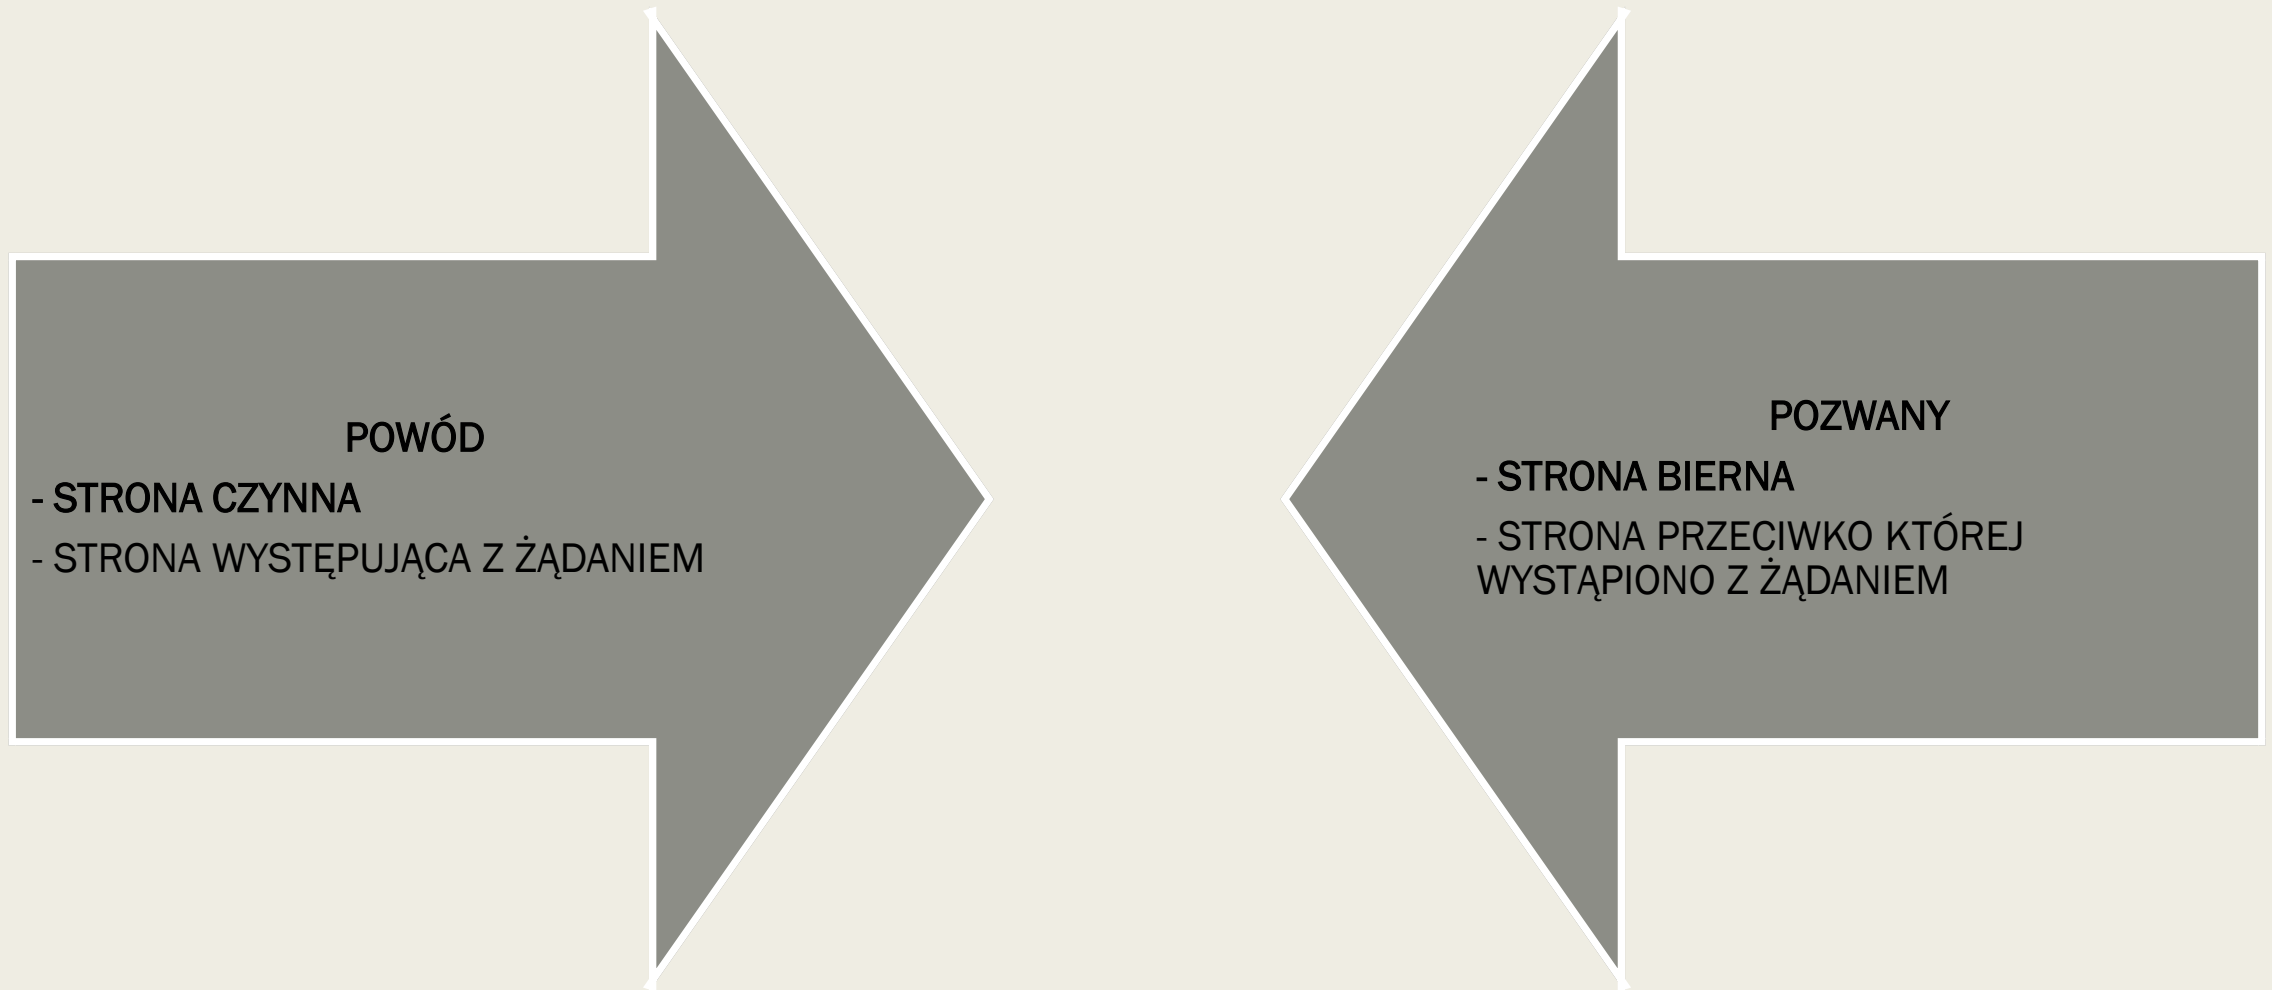 POWÓD
- STRONA CZYNNA
- STRONA WYSTĘPUJĄCA Z ŻĄDANIEM
POZWANY
- STRONA BIERNA
- STRONA PRZECIWKO KTÓREJ
WYSTĄPIONO Z ŻĄDANIEM